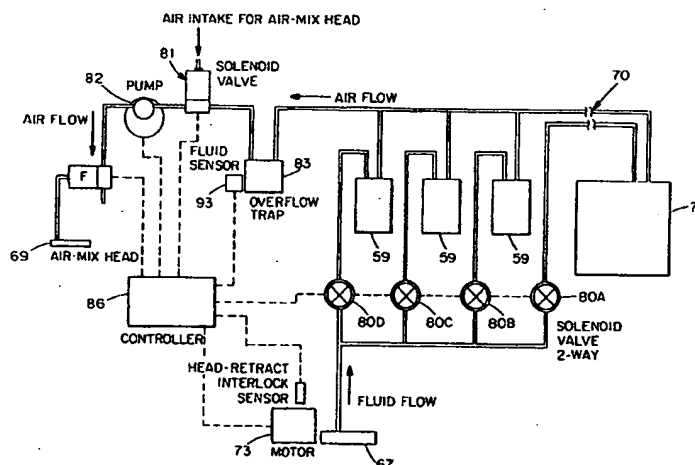 AIR INTAKE FOR AIR-MIX HEAD
81
SOLENOID
VALVE
82
PUMP
AIR FLOW
70
AIR FLOW
FLUID
SENSOR
93
83
OVERFLOW
TRAP
F
69
AIR-MIX HEAD
59
59
59
86
CONTROLLER
80D
80C
80B
80A
SOLENOID
VALVE
2-WAY
HEAD-RETRACT
INTERLOCK
SENSOR
FLUID FLOW
73
MOTOR
67